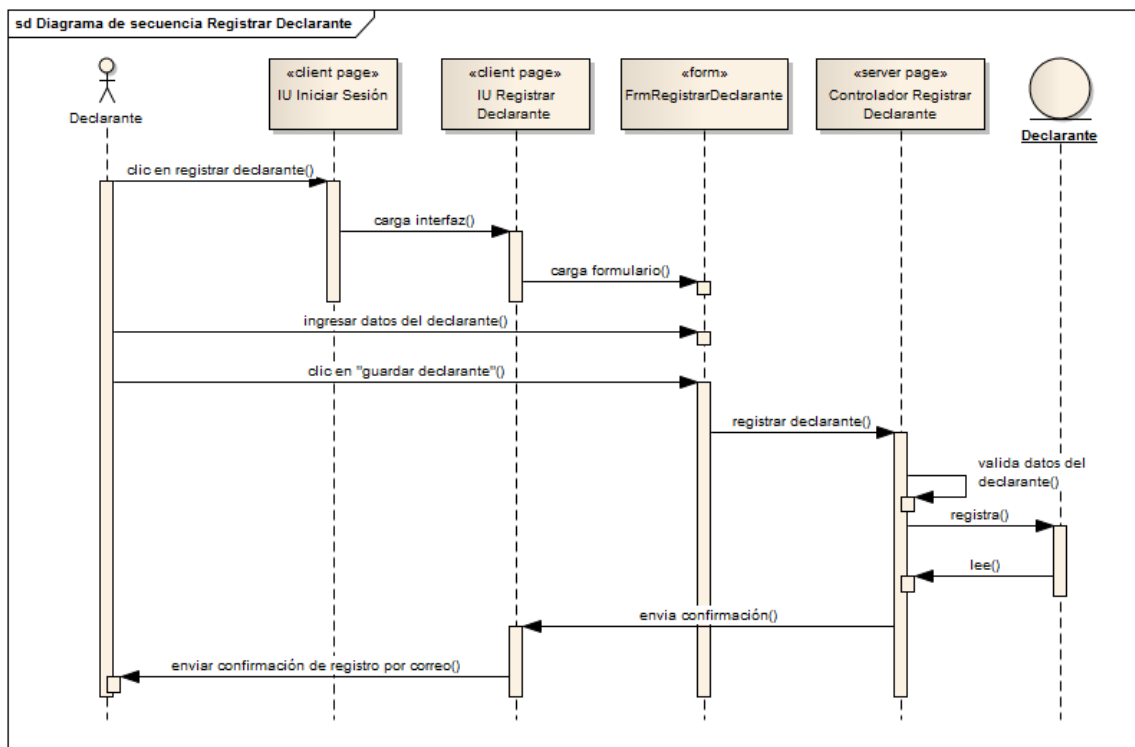 sd Diagrama de secuencia Registrar Declarante
Declarante
«client page»
IU Iniciar Sesión
«client page»
IU Registrar
Declarante
«form»
FrmRegistrarDeclarante
«server page»
Controlador Registrar
Declarante
Declarante
clic en registrar declarante()
carga interfaz()
carga formulario()
ingresar datos del declarante()
clic en "guardar declarante"()
registrar declarante()
valida datos del
declarante()
registra()
lee()
envia confirmación()
enviar confirmación de registro por correo()